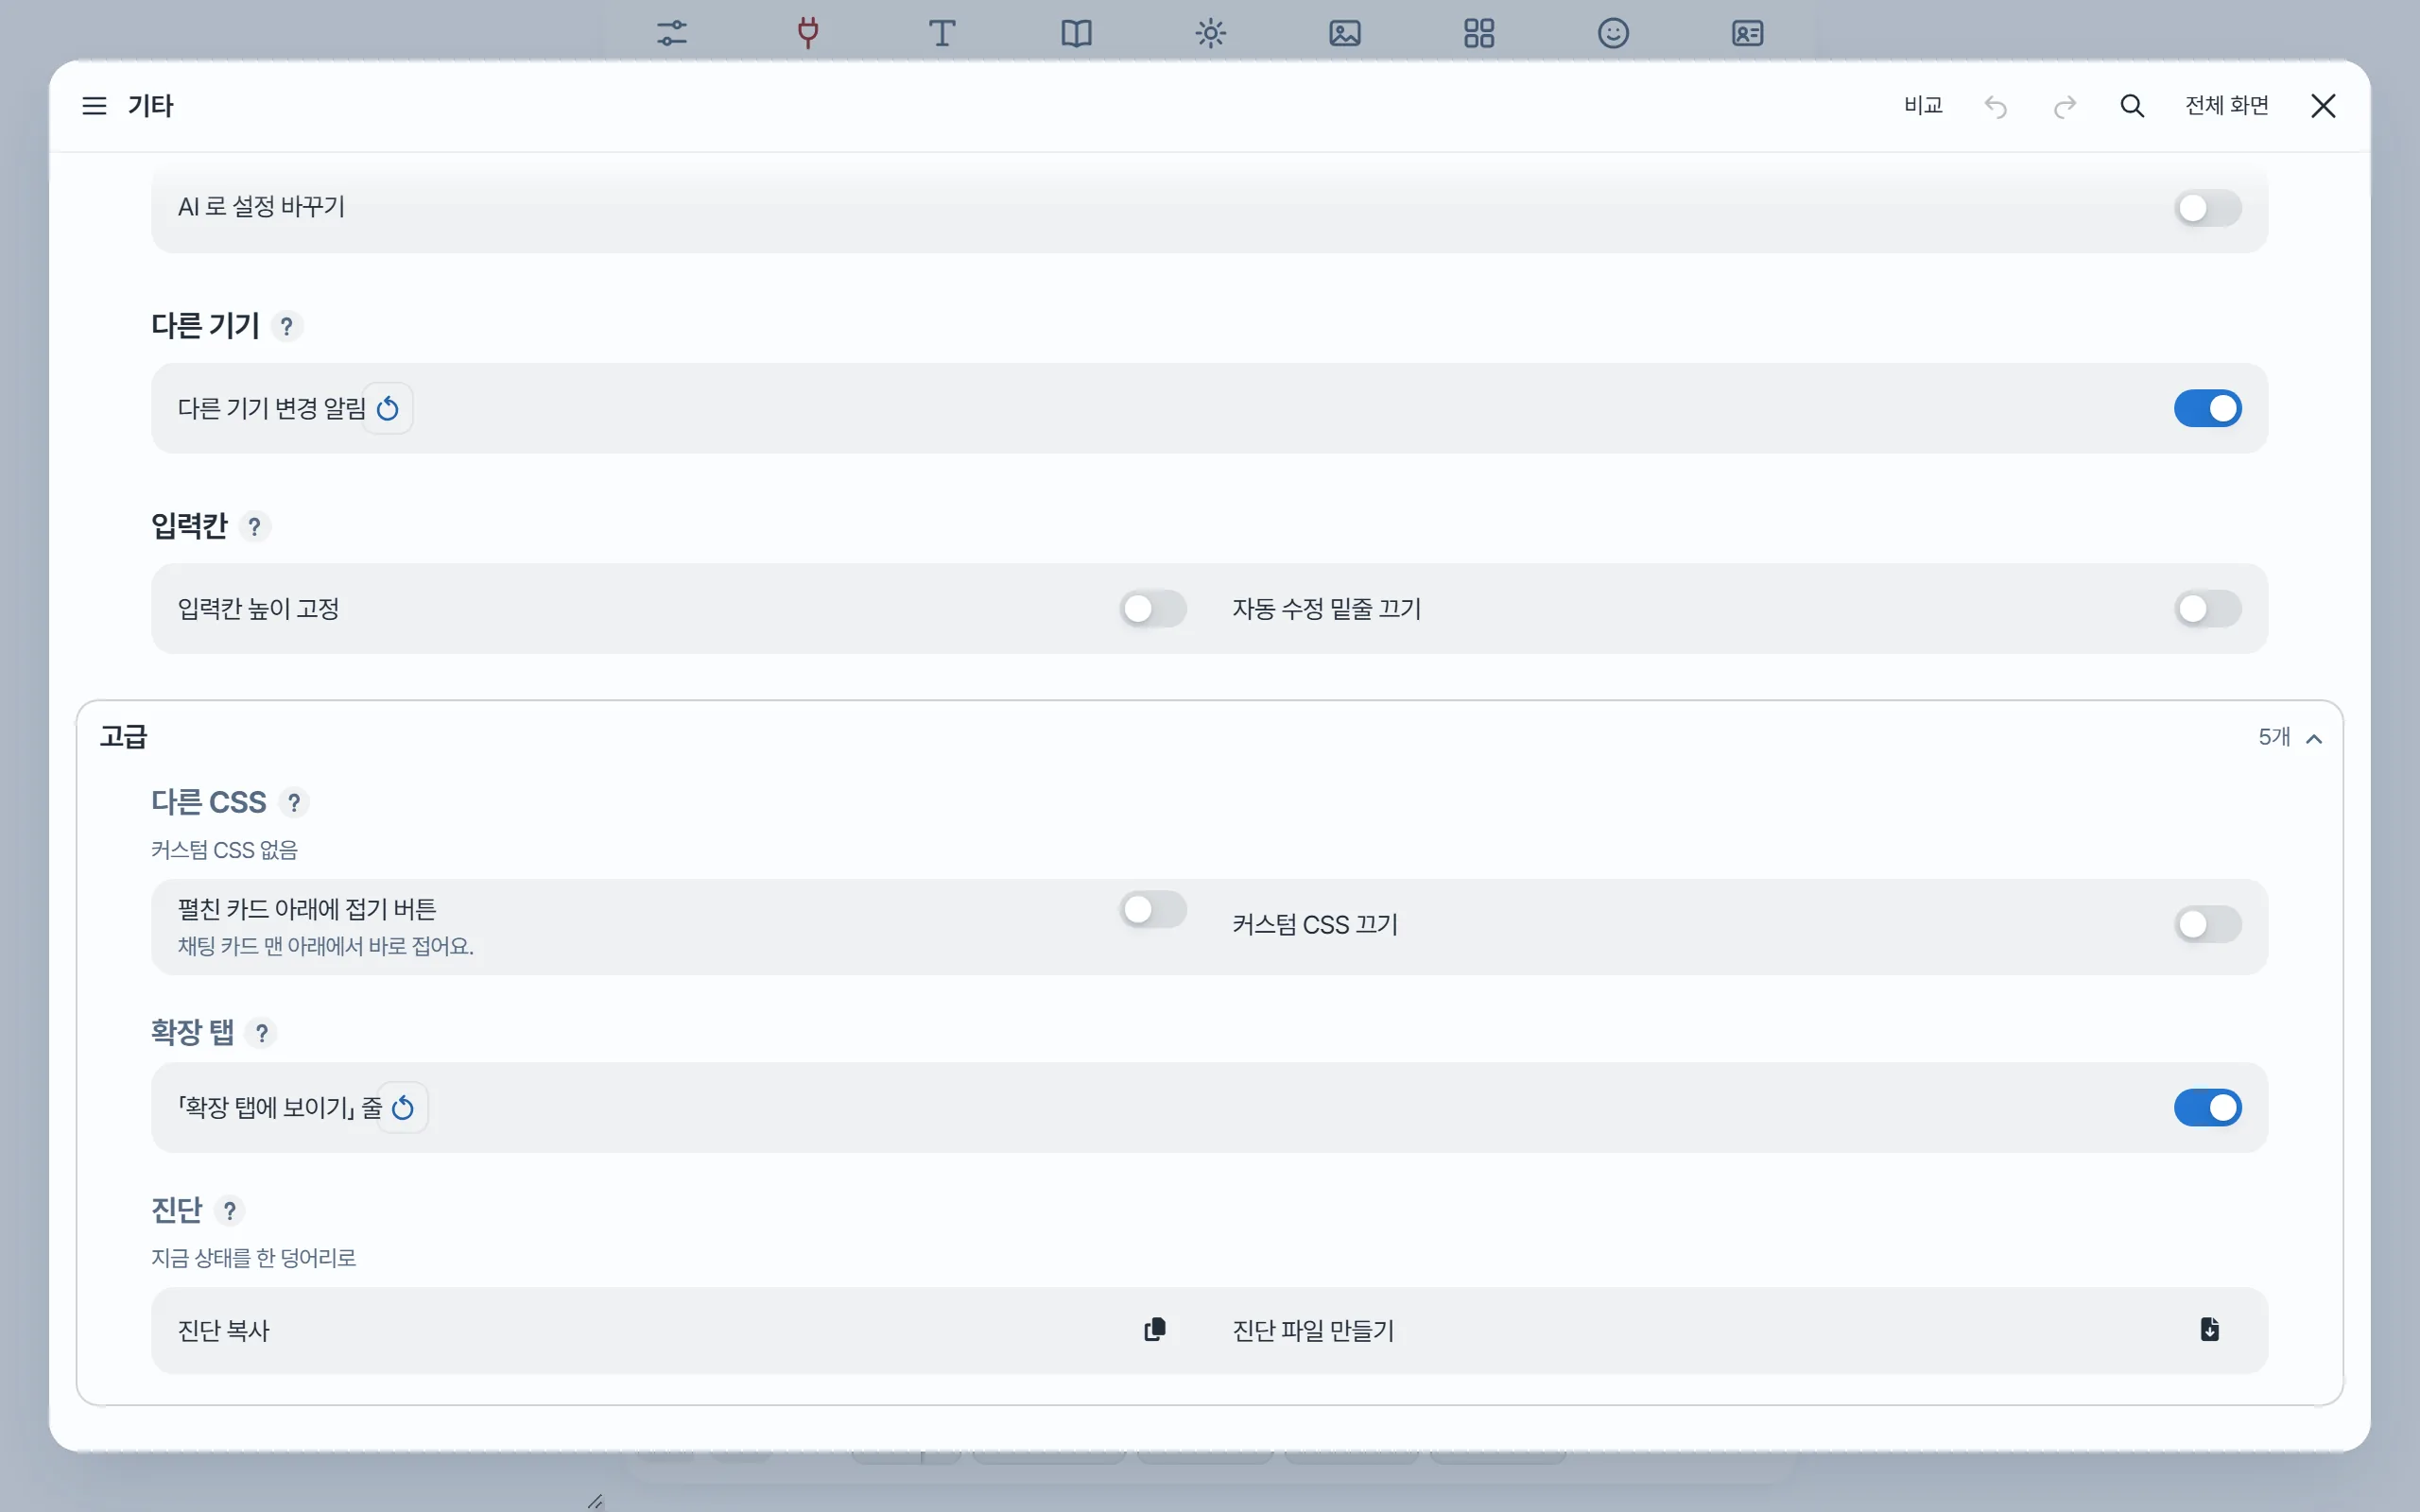 기타
비교
전체 화면
AI 로 설정 바꾸기
다른 기기 ?
다른 기기 변경 알림
입력칸 ?
입력칸 높이 고정
자동 수정 밑줄 끄기
고급
5개
다른 CSS ?
커스텀 CSS 없음
펼친 카드 아래에 접기 버튼
채팅 카드 맨 아래에서 바로 접어요.
커스텀 CSS 끄기
확장 탭 ?
「확장 탭에 보이기」 줄
진단 ?
지금 상태를 한 덩어리로
진단 복사
진단 파일 만들기